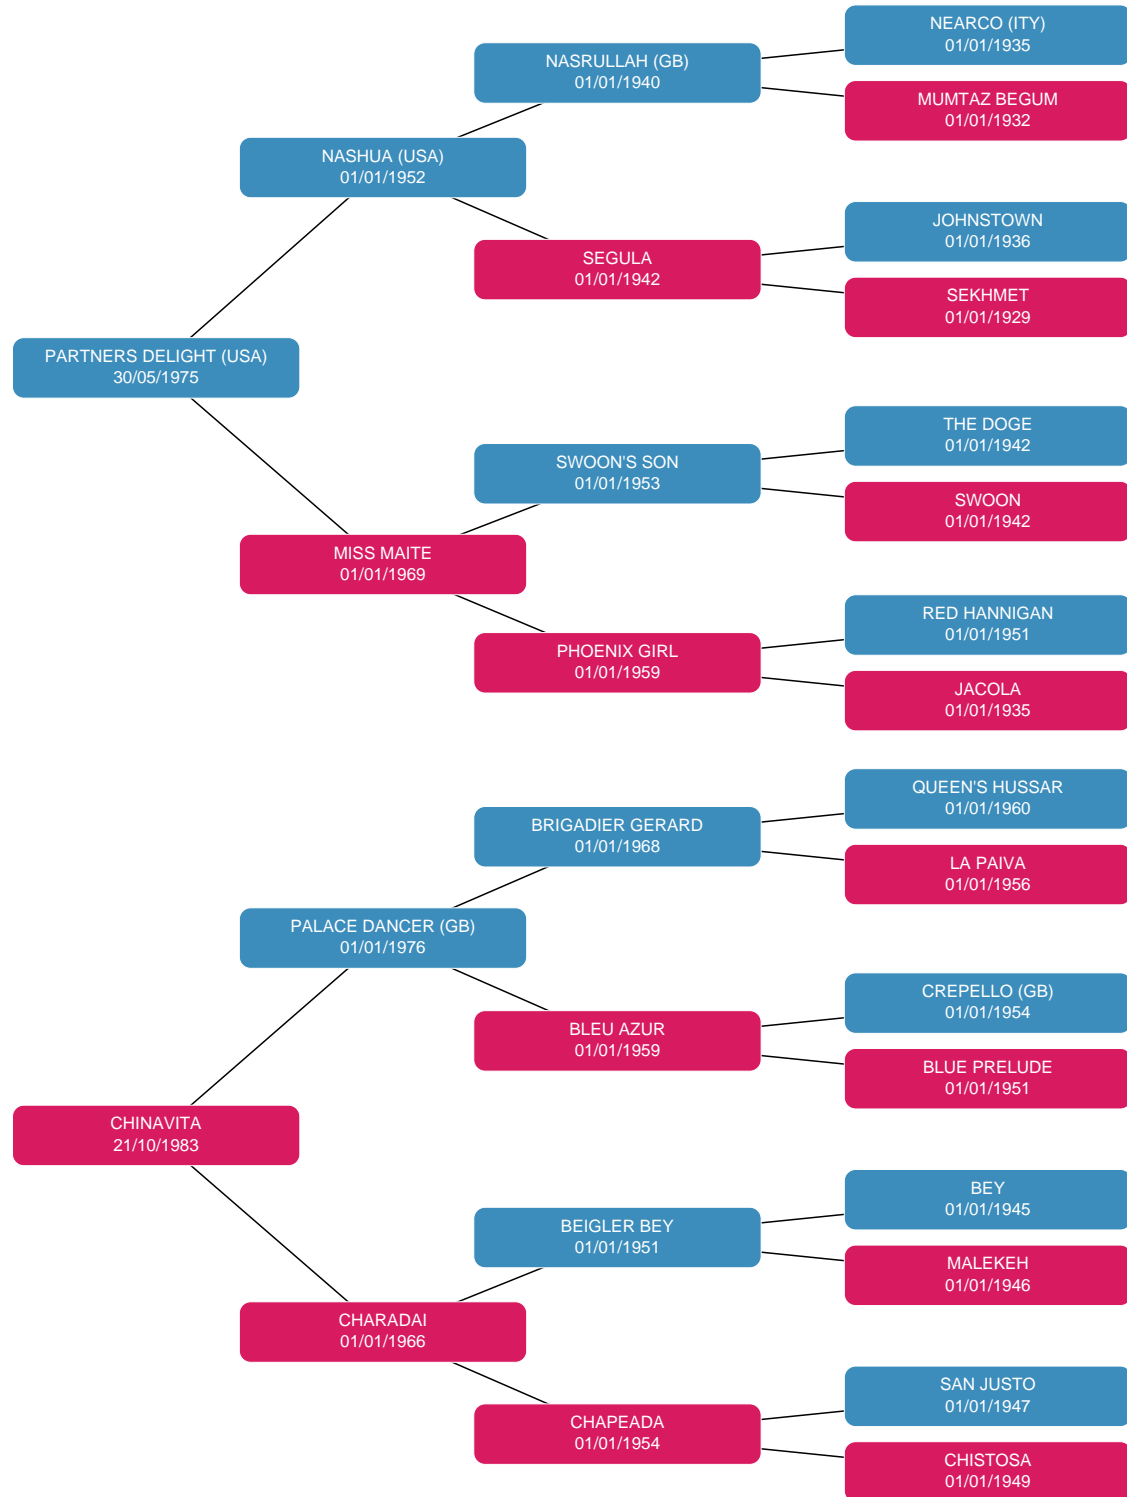 NEARCO (ITY)
01/01/1935
NASRULLAH (GB)
01/01/1940
MUMTAZ BEGUM
01/01/1932
NASHUA (USA)
01/01/1952
JOHNSTOWN
01/01/1936
SEGULA
01/01/1942
SEKHMET
01/01/1929
PARTNERS DELIGHT (USA)
30/05/1975
THE DOGE
01/01/1942
SWOON'S SON
01/01/1953
SWOON
01/01/1942
MISS MAITE
01/01/1969
RED HANNIGAN
01/01/1951
PHOENIX GIRL
01/01/1959
JACOLA
01/01/1935
QUEEN'S HUSSAR
01/01/1960
BRIGADIER GERARD
01/01/1968
LA PAIVA
01/01/1956
PALACE DANCER (GB)
01/01/1976
CREPELLO (GB)
01/01/1954
BLEU AZUR
01/01/1959
BLUE PRELUDE
01/01/1951
CHINAVITA
21/10/1983
BEY
01/01/1945
BEIGLER BEY
01/01/1951
MALEKEH
01/01/1946
CHARADAI
01/01/1966
SAN JUSTO
01/01/1947
CHAPEADA
01/01/1954
CHISTOSA
01/01/1949